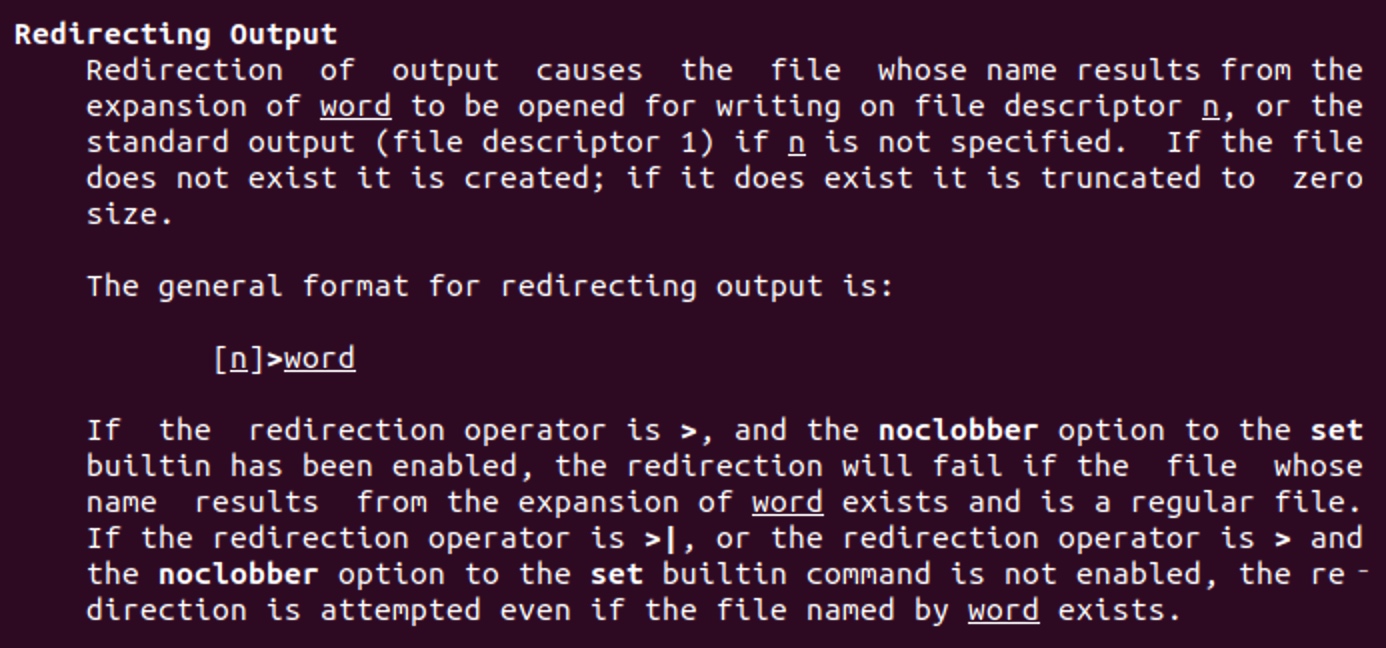 Redirecting Output
Redirection of output causes the file whose name results from the
expansion of word to be opened for writing on file descriptor n, or the
standard output (file descriptor 1) if n is not specified. If the file
does not exist it is created; if it does exist it is truncated to zero
size.
The general format for redirecting output is:
[n]>word
If the redirection operator is >, and the noclobber option to the set
builtin has been enabled, the redirection will fail if the file whose
name results from the expansion of word exists and is a regular file.
If the redirection operator is >|, or the redirection operator is > and
the noclobber option to the set builtin command is not enabled, the re‐
direction is attempted even if the file named by word exists.